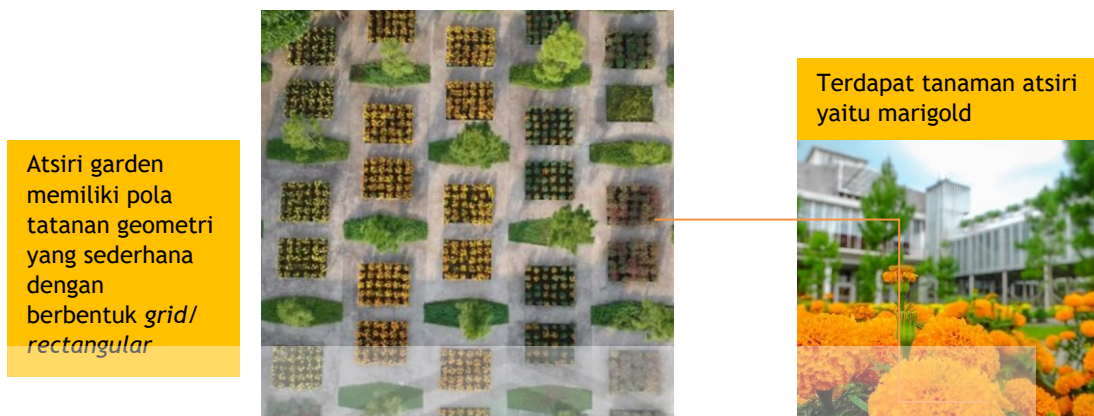 Atsiri garden
memiliki pola
tatanan geometri
yang sederhana
dengan
berbentuk grid/
rectangular
Terdapat tanaman atsiri
yaitu marigold